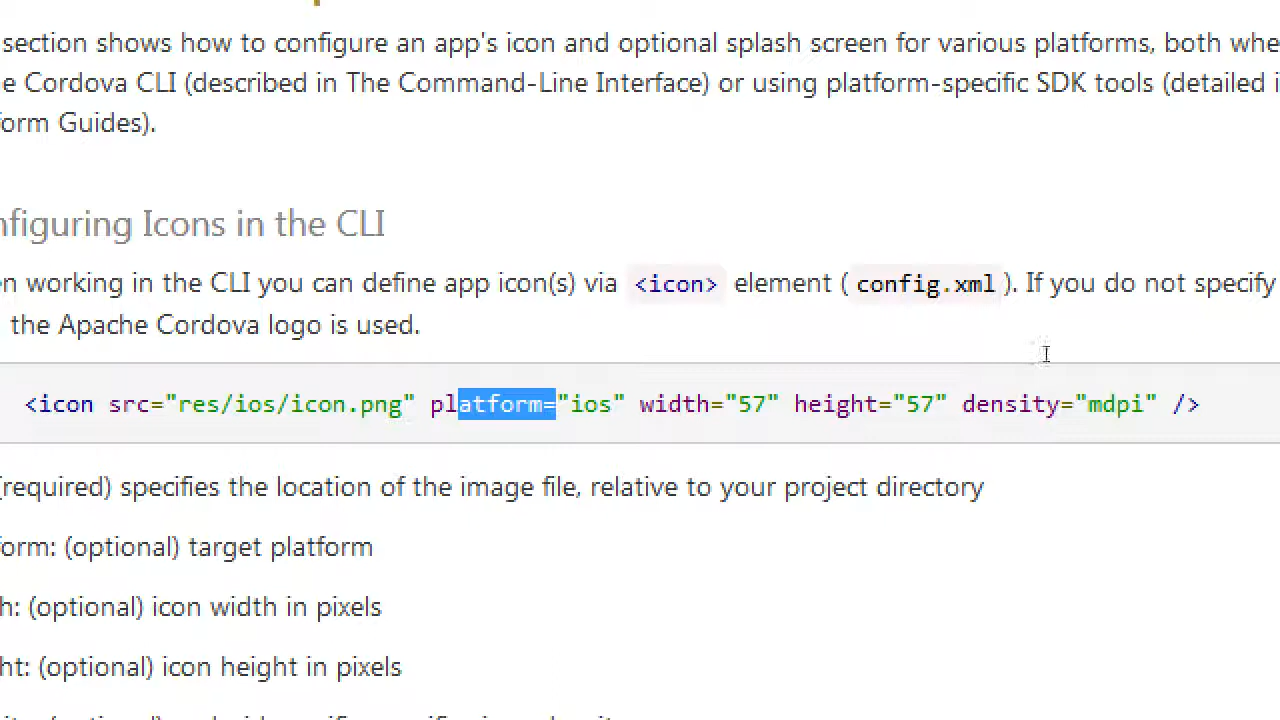 section shows how to configure an app's icon and optional splash screen for various platforms, both whe
e Cordova CLI (described in The Command-Line Interface) or using platform-specific SDK tools (detailed i
orm Guides).
nfiguring Icons in the CLI
n working in the CLI you can define app icon(s) via <icon> element ( config.xml ). If you do not specify
the Apache Cordova logo is used.
<icon src="res/ios/icon.png" platform="ios" width="57" height="57" density="mdpi" />
(required) specifies the location of the image file, relative to your project directory
orm: (optional) target platform
h: (optional) icon width in pixels
ht: (optional) icon height in pixels